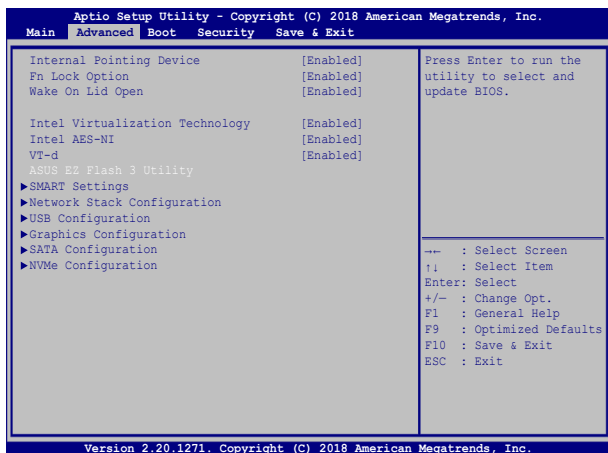 Aptio Setup Utility - Copyright (C) 2018 American Megatrends, Inc.
Main Advanced Boot Security Save & Exit
Internal Pointing Device [Enabled]
Fn Lock Option [Enabled]
Wake On Lid Open [Enabled]
Intel Virtualization Technology [Enabled]
Intel AES-NI [Enabled]
VT-d [Enabled]
ASUS EZ Flash 3 Utility
▶SMART Settings
▶Network Stack Configuration
▶USB Configuration
▶Graphics Configuration
▶SATA Configuration
▶NVMe Configuration
Press Enter to run the
utility to select and
update BIOS.
→← : Select Screen
↑↓ : Select Item
Enter: Select
+/— : Change Opt.
F1 : General Help
F9 : Optimized Defaults
F10 : Save & Exit
ESC : Exit
Version 2.20.1271. Copyright (C) 2018 American Megatrends, Inc.